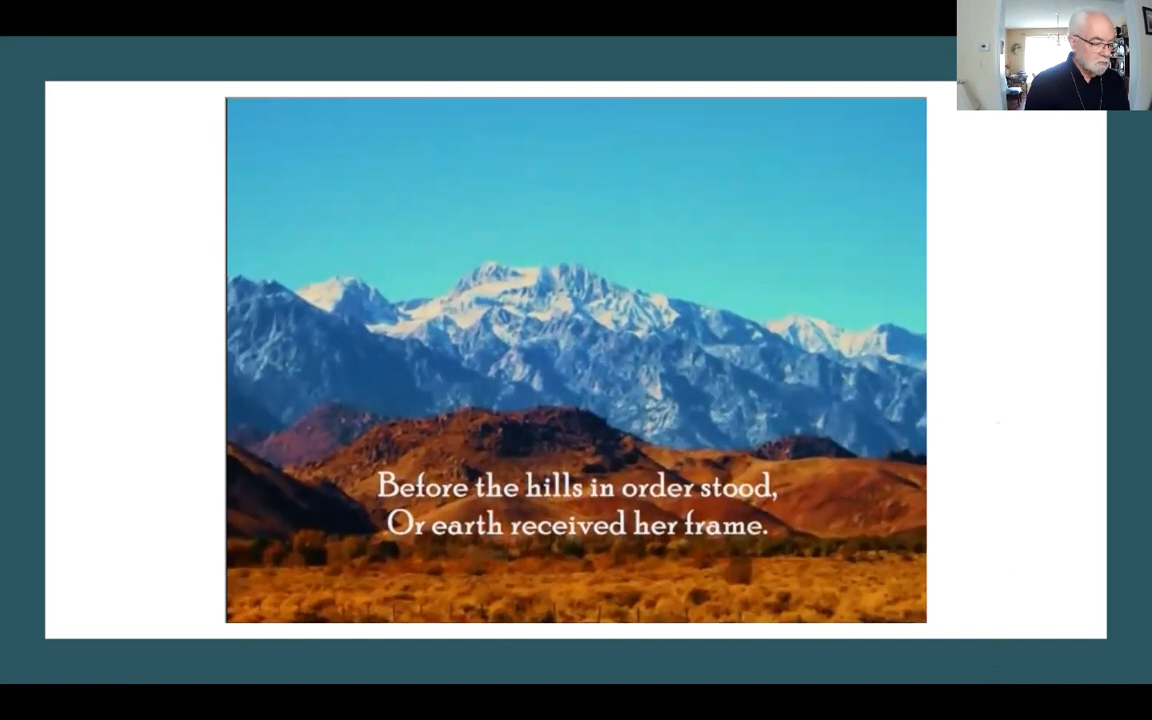 Before the hills in order stood,
Or earth received her frame.